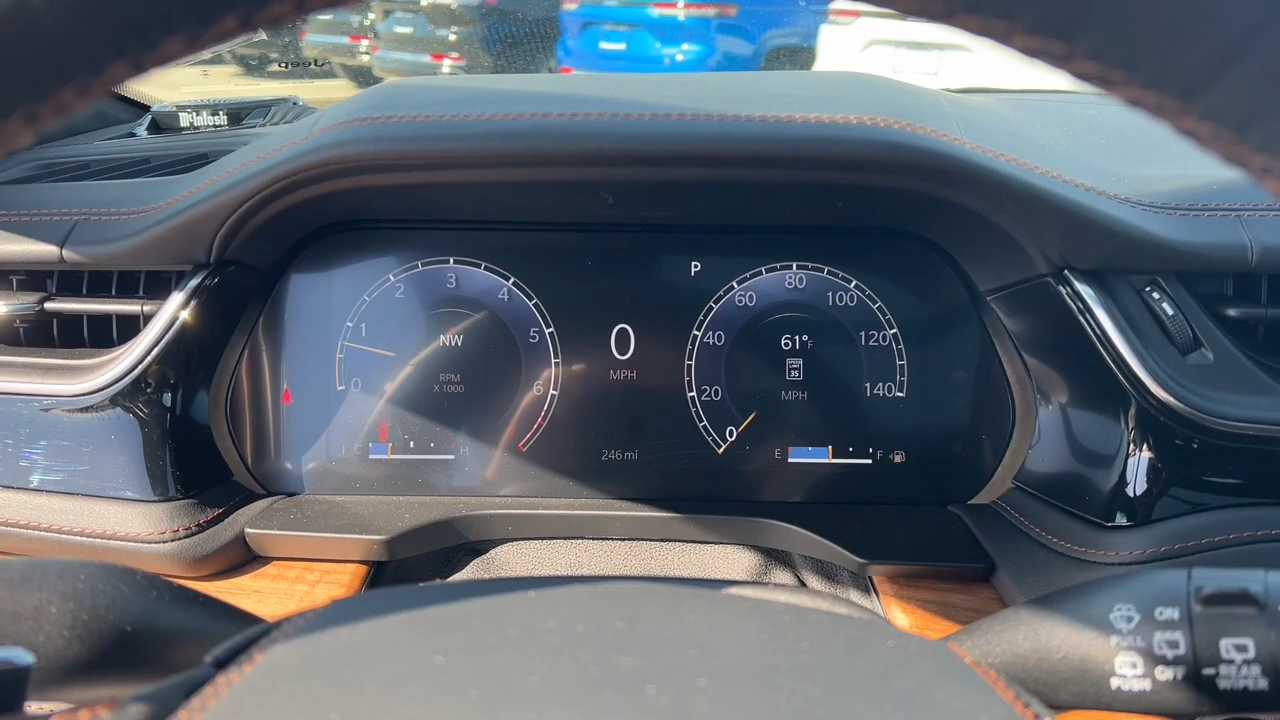 Jeep
McIntosh
0
1
2
3
4
5
6
NW
RPM
X 1000
C
H
0
MPH
246 mi
P
0
20
40
60
80
100
120
140
61°F
SPEED
LIMIT
35
MPH
E
F
FULL
PUSH
ON
OFF
REAR
WIPER